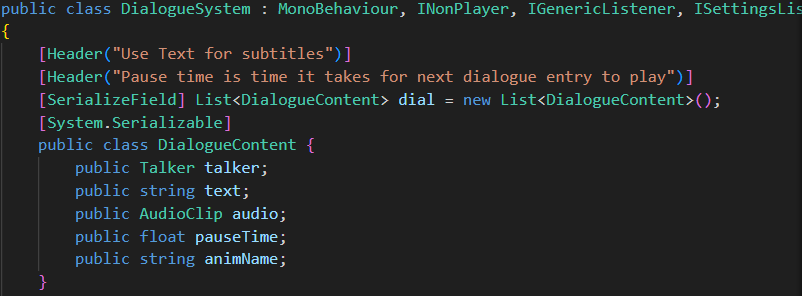 public class DialogueSystem : MonoBehaviour, INonPlayer, IGenericListener, ISettingsLis
{
[Header("Use Text for subtitles")]
[Header("Pause time is time it takes for next dialogue entry to play")]
[SerializeField] List<DialogueContent> dial = new List<DialogueContent>();
[System.Serializable]
public class DialogueContent {
public Talker talker;
public string text;
public AudioClip audio;
public float pauseTime;
public string animName;
}